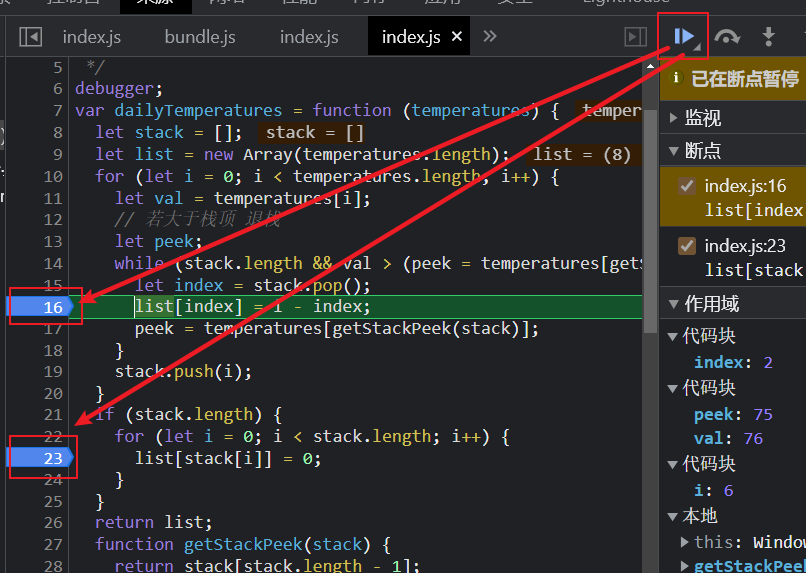 Lighthouse
index.js
bundle.js
index.js
index.js ×
5 */
6 debugger;
7 var dailyTemperatures = function (temperatures) { temper
8 let stack = []; stack = []
9 let list = new Array(temperatures.length); list = (8)
10 for (let i = 0; i < temperatures.length; i++) {
11 let val = temperatures[i];
12 // 若大于栈顶 退栈
13 let peek;
14 while (stack.length && val > (peek = temperatures[getS
15 let index = stack.pop();
16 list[index] = i - index;
17 peek = temperatures[getStackPeek(stack)];
18 }
19 stack.push(i);
20 }
21 if (stack.length) {
22 for (let i = 0; i < stack.length; i++) {
23 list[stack[i]] = 0;
24 }
25 }
26 return list;
27 function getStackPeek(stack) {
28 return stack[stack.length - 1];
已在断点暂停
监视
断点
index.js:16
list[index
index.js:23
list[stack
作用域
代码块
index: 2
代码块
peek: 75
val: 76
代码块
i: 6
本地
this: Window
getStackPeek